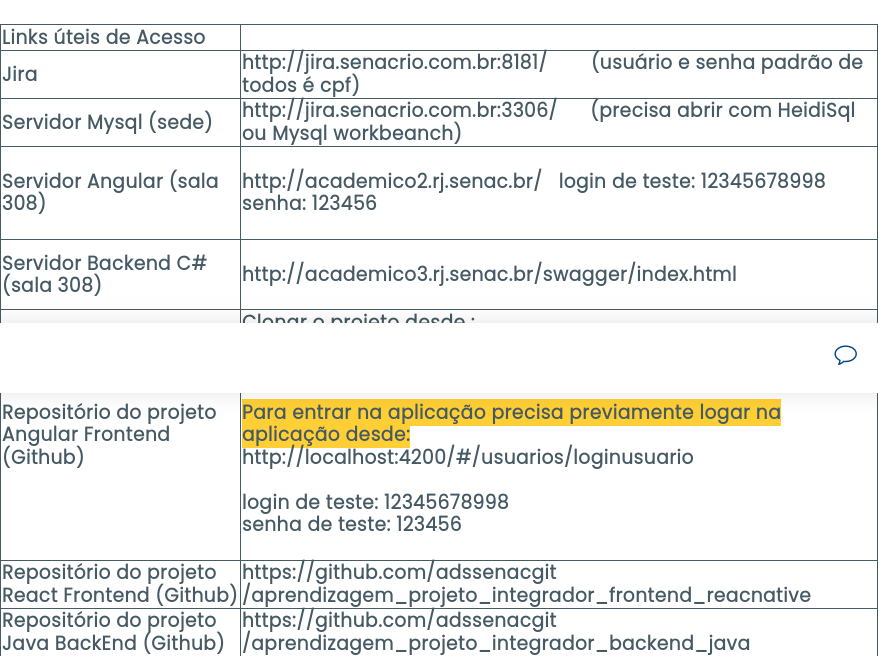 Links úteis de Acesso
Jira
http://jira.senacrio.com.br:8181/ (usuário e senha padrão de
todos é cpf)
Servidor Mysql (sede)
http://jira.senacrio.com.br:3306/ (precisa abrir com HeidiSql
ou Mysql workbeanch)
Servidor Angular (sala
308)
http://academico2.rj.senac.br/ login de teste: 12345678998
senha: 123456
Servidor Backend C#
(sala 308)
http://academico3.rj.senac.br/swagger/index.html
Clonar o projeto desde :
Repositório do projeto
Angular Frontend
(Github)
Para entrar na aplicação precisa previamente logar na
aplicação desde:
http://localhost:4200/#/usuarios/loginusuario
login de teste: 12345678998
senha de teste: 123456
Repositório do projeto
React Frontend (Github)
https://github.com/adssenacgit
/aprendizagem_projeto_integrador_frontend_reacnative
Repositório do projeto
Java BackEnd (Github)
https://github.com/adssenacgit
/aprendizagem_projeto_integrador_backend_java